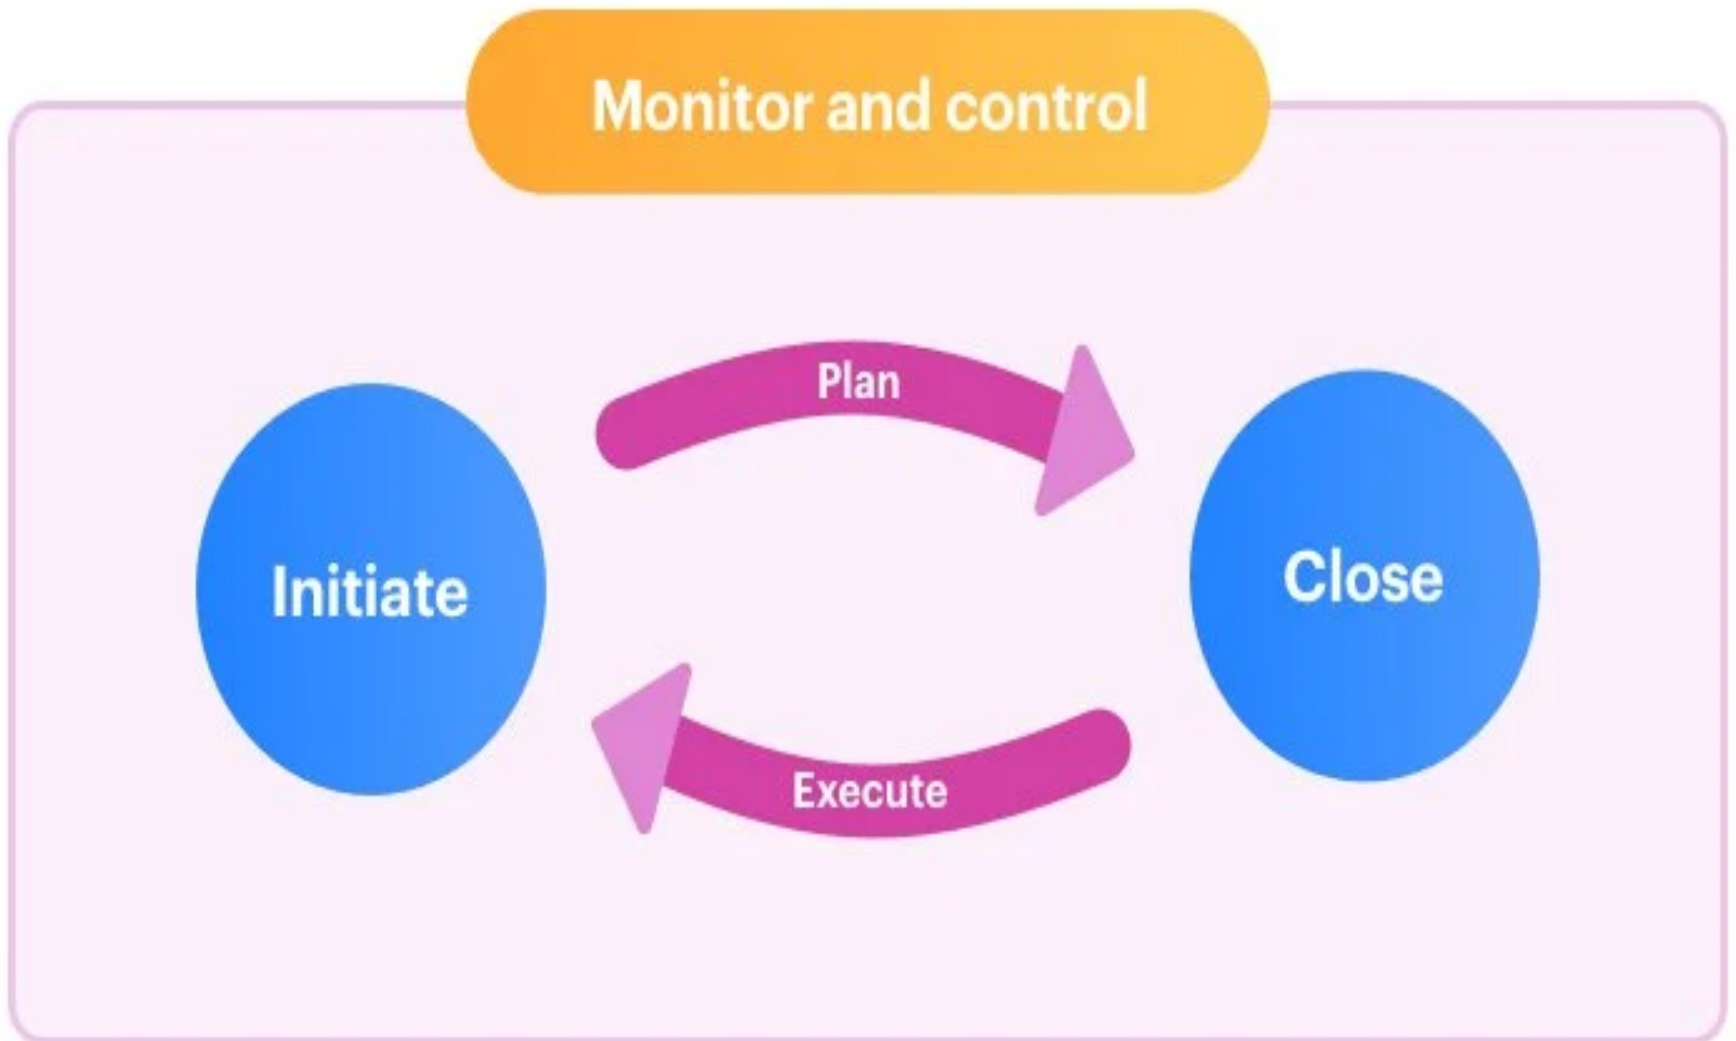 Monitor and control
Plan
Initiate
Close
Execute